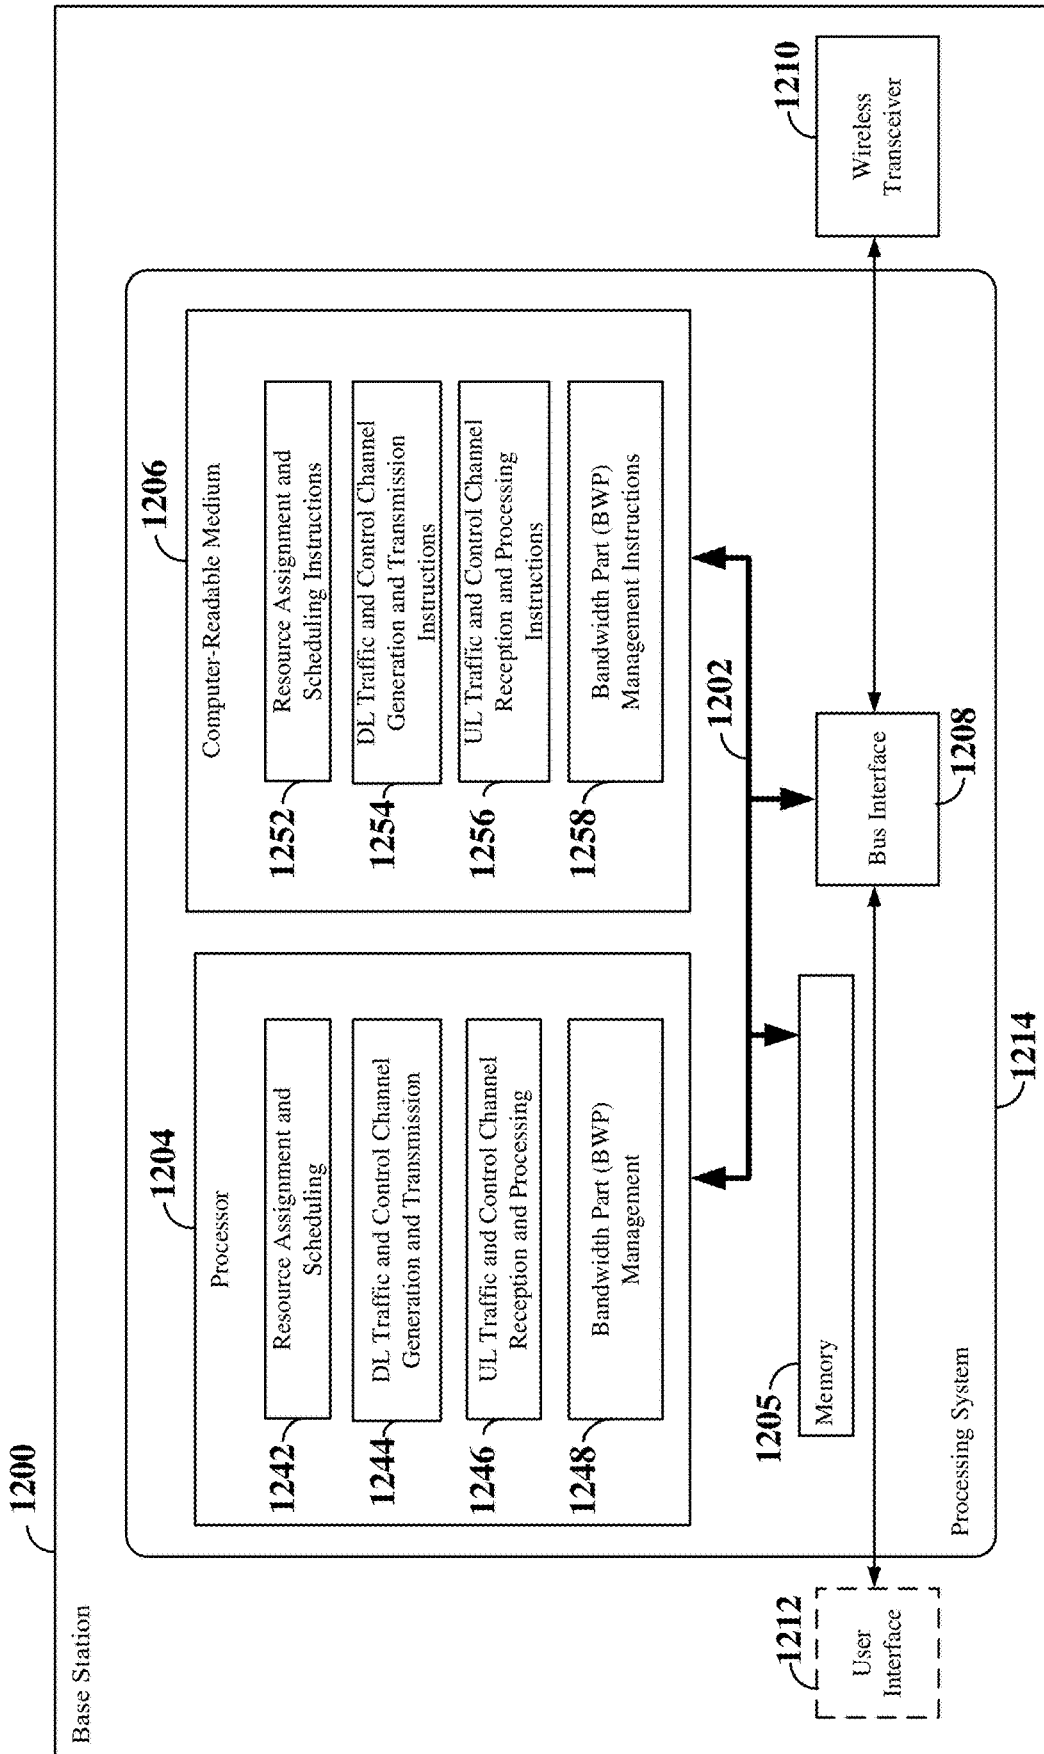 1200
Base Station
1204
Processor
1242
Resource Assignment and
Scheduling
1244
DL Traffic and Control Channel
Generation and Transmission
1246
UL Traffic and Control Channel
Reception and Processing
1248
Bandwidth Part (BWP)
Management
1206
Computer-Readable Medium
1252
Resource Assignment and
Scheduling Instructions
1254
DL Traffic and Control Channel
Generation and Transmission
Instructions
1256
UL Traffic and Control Channel
Reception and Processing
Instructions
1258
Bandwidth Part (BWP)
Management Instructions
1202
1205
Memory
1212
User
Interface
Bus Interface
1208
1210
Wireless
Transceiver
Processing System
1214